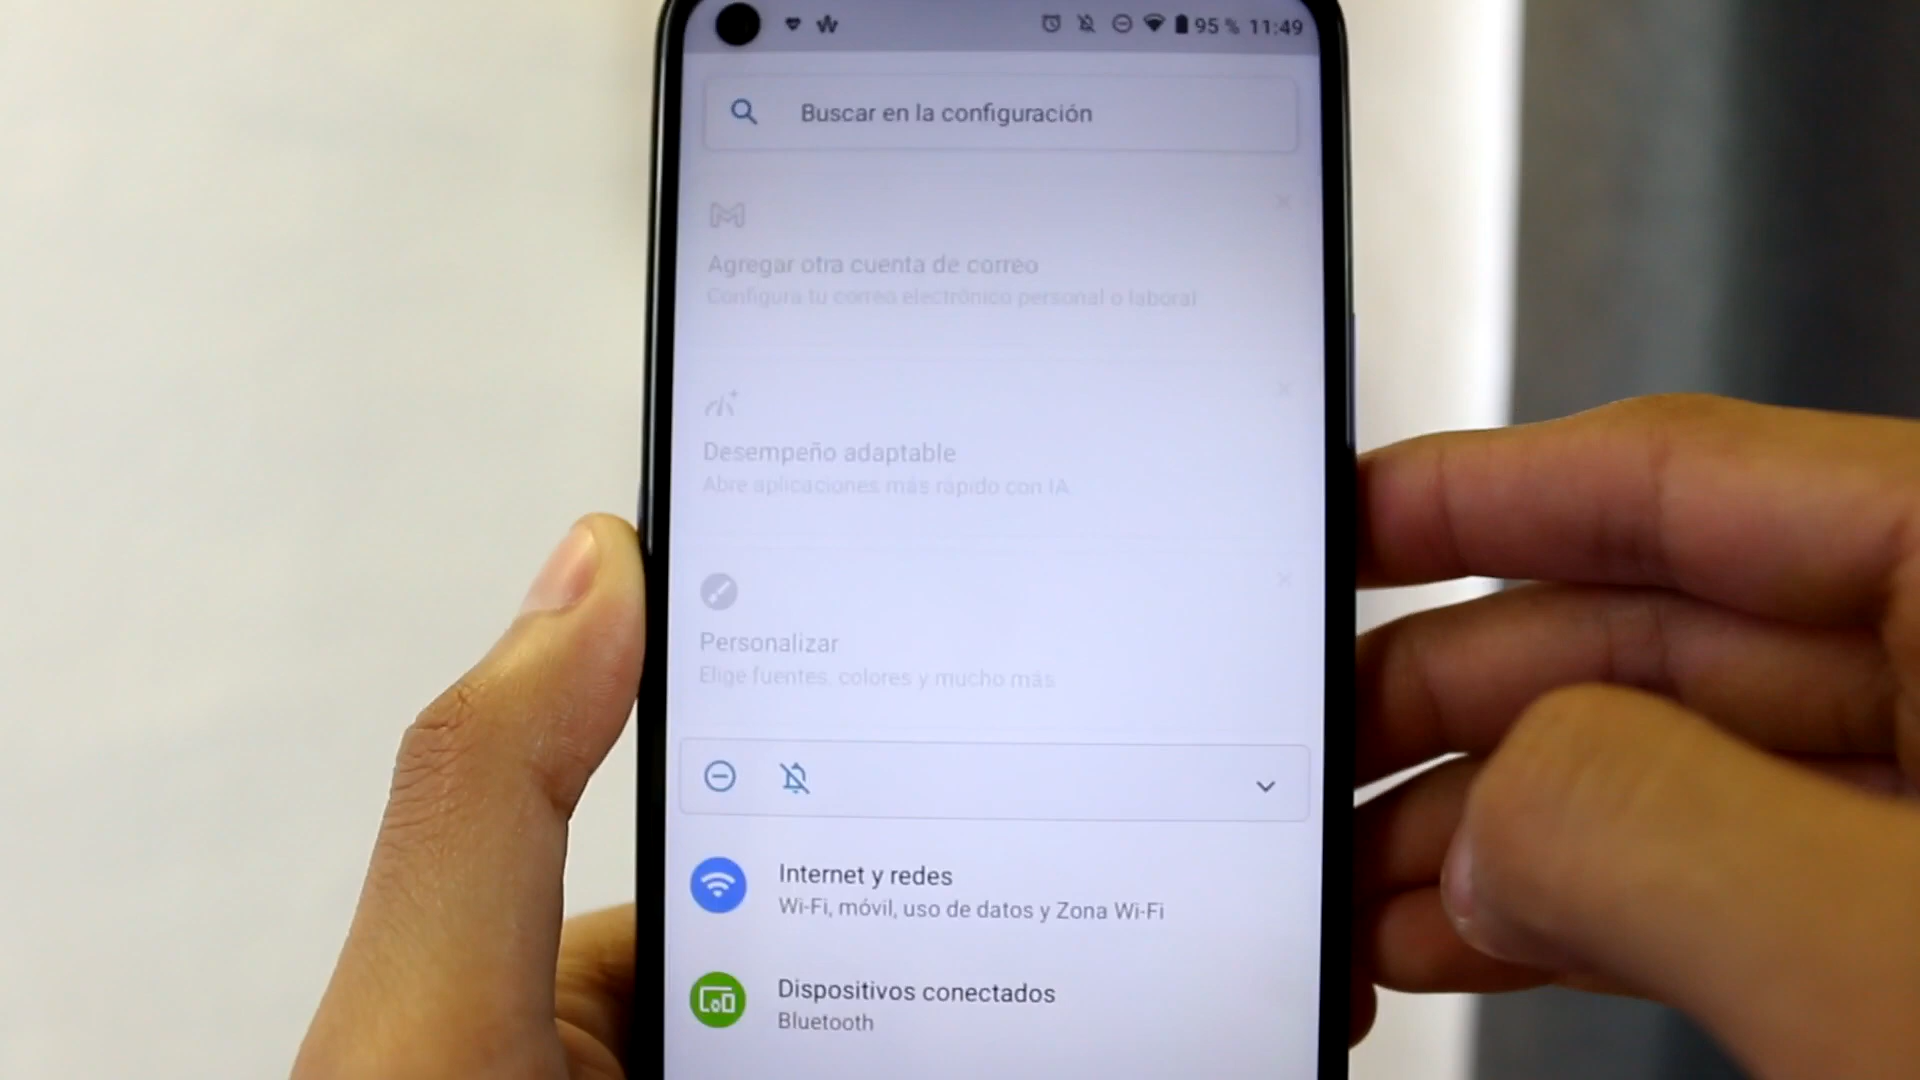 95 % 11:49
Buscar en la configuración
Agregar otra cuenta de correo
Configura tu correo electrónico personal o laboral
Desempeño adaptable
Abre aplicaciones más rápido con IA
Personalizar
Elige fuentes, colores y mucho más
Internet y redes
Wi-Fi, móvil, uso de datos y Zona Wi-Fi
Dispositivos conectados
Bluetooth